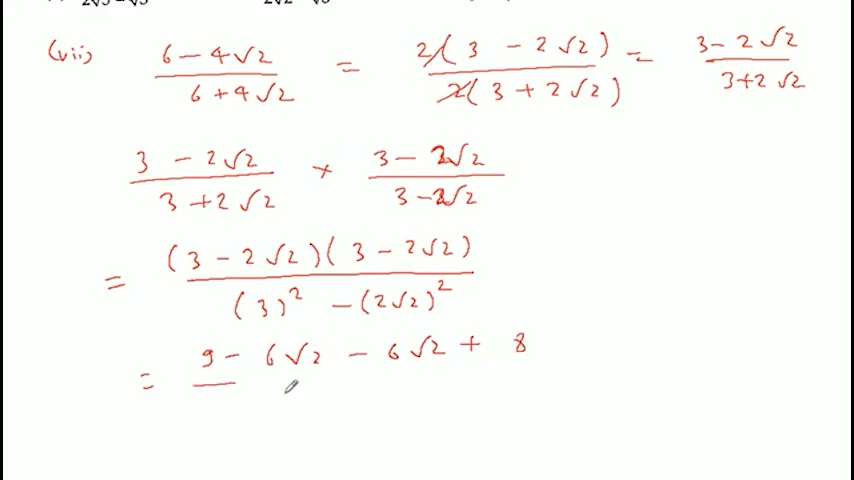 (vii) 6 - 4√2 / 6 + 4√2 = 2(3 - 2√2) / 2(3 + 2√2) = 3 - 2√2 / 3 + 2√2
3 - 2√2 / 3 + 2√2 × 3 - 2√2 / 3 - 2√2
= (3 - 2√2)(3 - 2√2) / (3)² - (2√2)²
= 9 - 6√2 - 6√2 + 8